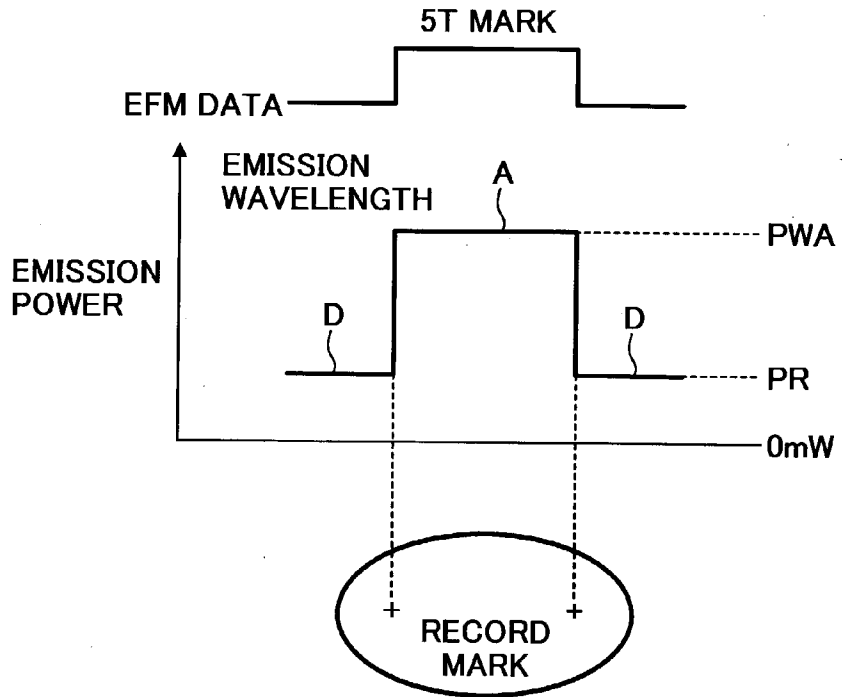 5T MARK
EFM DATA
EMISSION
WAVELENGTH
A
PWA
EMISSION
POWER
D
D
PR
0mW
RECORD
MARK